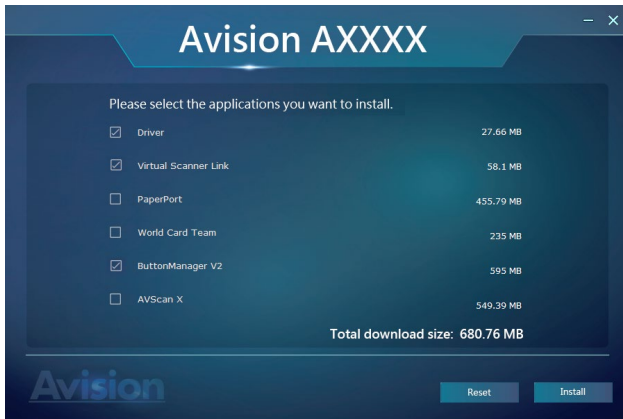 Avision AXXXX
Please select the applications you want to install.
Driver 27.66 MB
Virtual Scanner Link 58.1 MB
PaperPort 455.79 MB
World Card Team 235 MB
ButtonManager V2 595 MB
AVScan X 549.39 MB
Total download size: 680.76 MB
Avision
Reset Install